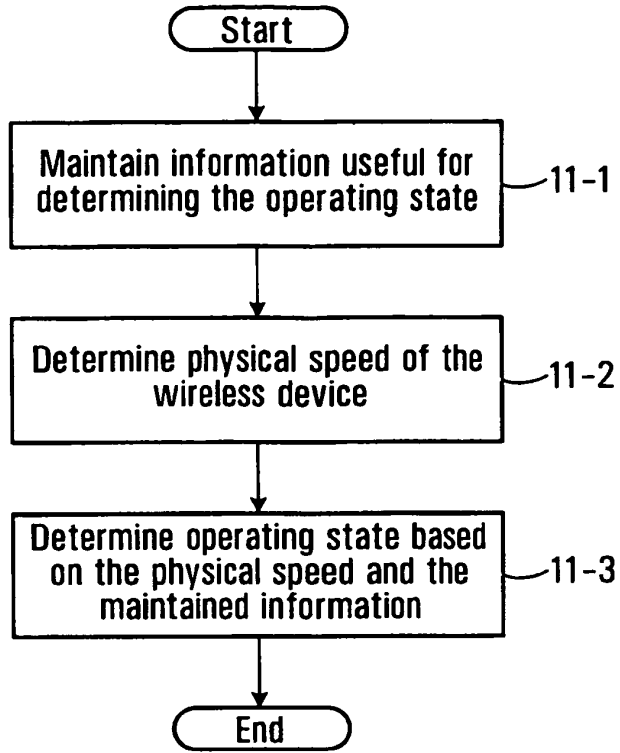 Start
Maintain information useful for
determining the operating state
11-1
Determine physical speed of the
wireless device
11-2
Determine operating state based
on the physical speed and the
maintained information
11-3
End